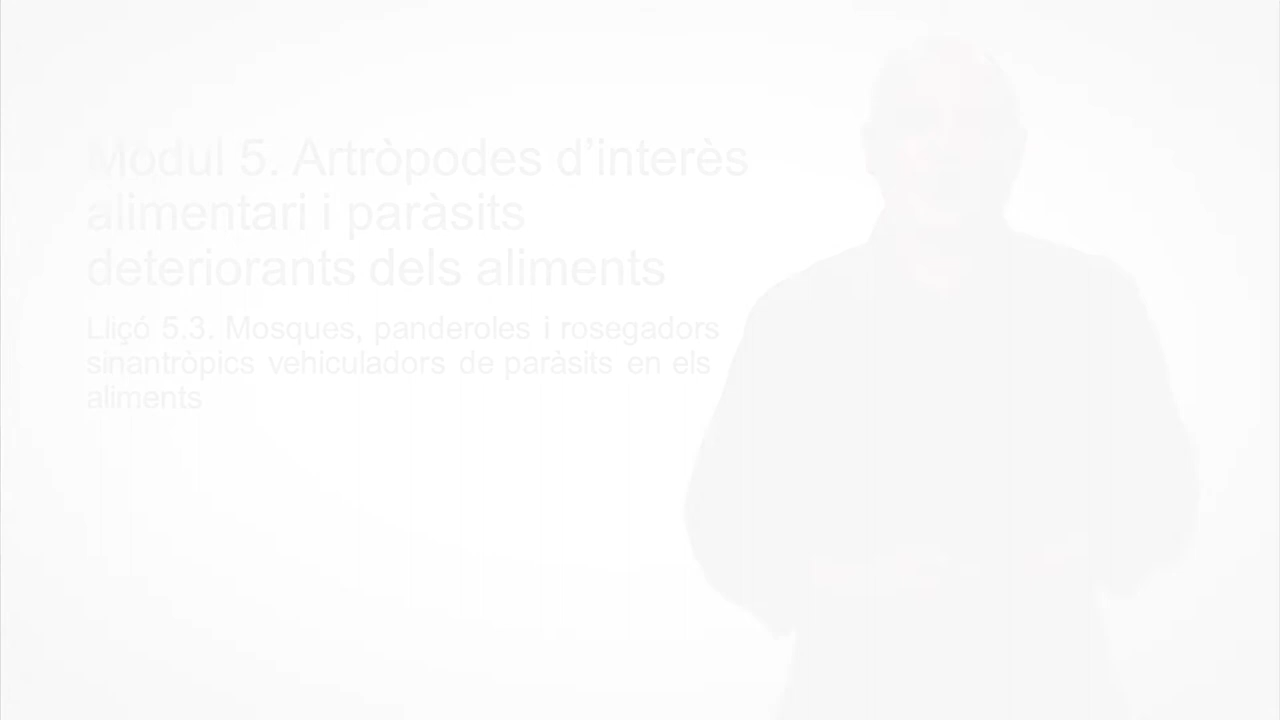 Mòdul 5. Artròpodes d’interès
alimentari i paràsits
deteriorants dels aliments
Lliçó 5.3. Mosques, panderoles i rosegadors
sinantròpics vehiculadors de paràsits en els
aliments